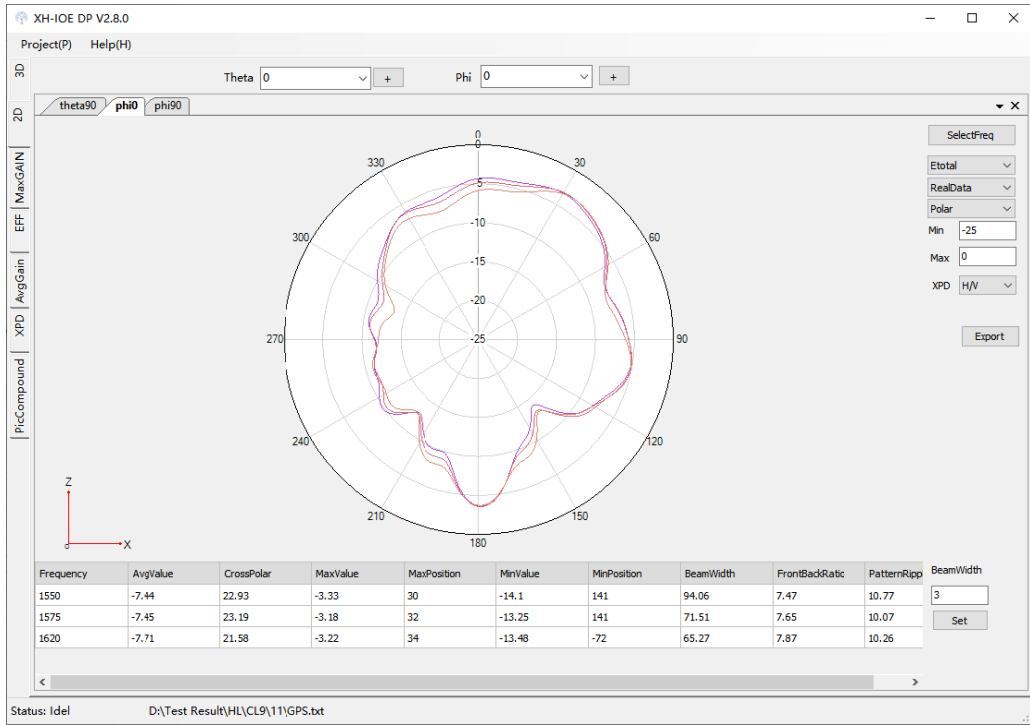 XH-IOE DP V2.8.0
Project(P) Help(H)
Theta 0 + Phi 0 +
3D
2D
MaxGAIN
EFF
AvgGain
XPD
PicCompound
theta90 phi0 phi90
SelectFreq
Etotal
RealData
Polar
Min -25
Max 0
XPD H/V
Export
0
0
330 30
-5
-10
300 60
-15
-20
270 -25 90
240 120
210 150
180
Z
o X
Frequency AvgValue CrossPolar MaxValue MaxPosition MinValue MinPosition BeamWidth FrontBackRatic PatternRipp
1550 -7.44 22.93 -3.33 30 -14.1 141 94.06 7.47 10.77
1575 -7.45 23.19 -3.18 32 -13.25 141 71.51 7.65 10.07
1620 -7.71 21.58 -3.22 34 -13.48 -72 65.27 7.87 10.26
BeamWidth
3
Set
Status: Idel D:\Test Result\HL\CL9\11\GPS.txt